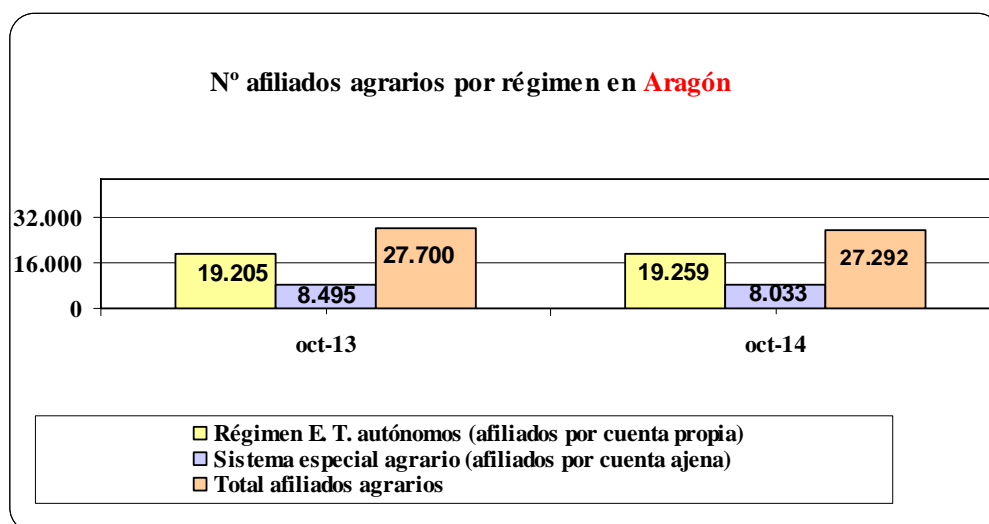 Nº afiliados agrarios por régimen en Aragón
32.000
16.000
0
19.205
8.495
27.700
19.259
8.033
27.292
oct-13
oct-14
Régimen E. T. autónomos (afiliados por cuenta propia)
Sistema especial agrario (afiliados por cuenta ajena)
Total afiliados agrarios